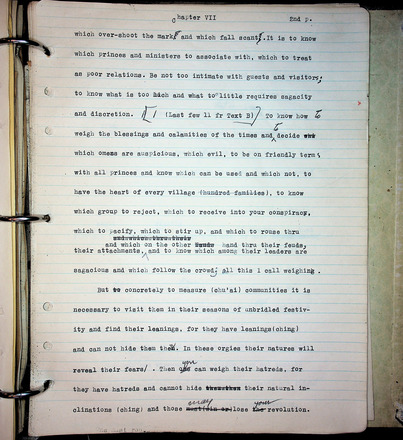 Chapter VII 2nd p.
which over-shoot the mark, and which fall scant. It is to know
which princes and ministers to associate with, which to treat
as poor relations. Be not too intimate with guests and visitors;
to know what is too much and what to little requires sagacity
and discretion. [ (Last few ll fr Text B) ] To know how to
weigh the blessings and calamities of the times and to decide
which omens are auspicious, which evil, to be on friendly terms
with all princes and know which can be used and which not, to
have the heart of every village (hundred families), to know
which group to reject, which to receive into your conspiracy,
which to pacify, which to stir up, and which to rouse thru
and which on the other hand thru their feuds,
their attachments, and to know which among their leaders are
sagacious and which follow the crowd; all this I call weighing.
But to concretely to measure (ch'ai) communities it is
necessary to visit them in their seasons of unbridled festiv-
ity and find their leanings, for they have leanings(ching)
and can not hide them then. In these orgies their natures will
reveal their fears. Then you can weigh their hatreds, for
they have hatreds and cannot hide their natural in-
clinations (ching) and those away lose your revolution.